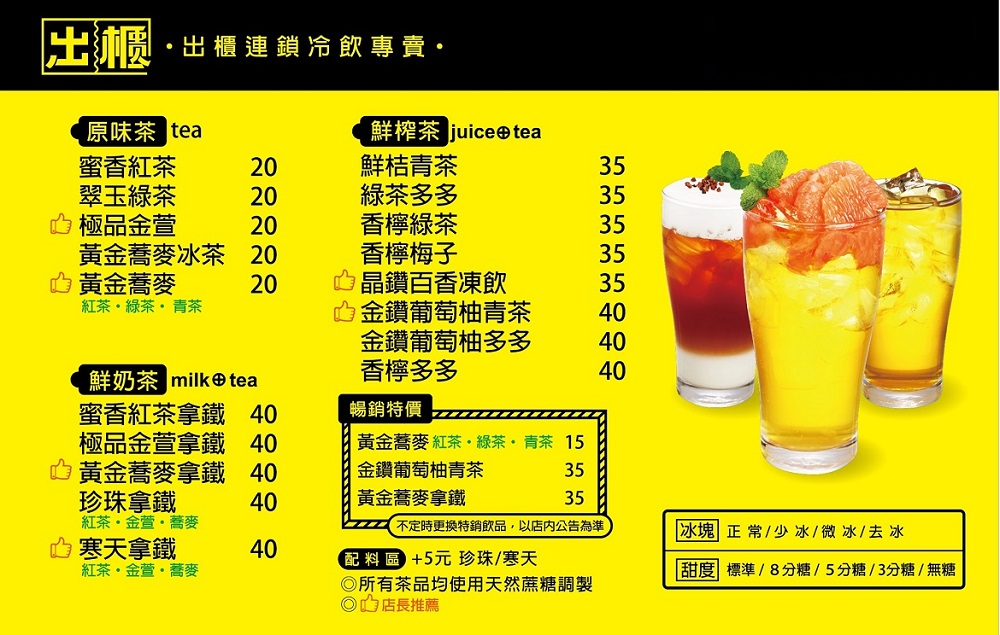 出櫃 ·出櫃連鎖冷飲專賣·
原味茶 tea
蜜香紅茶 20
翠玉綠茶 20
極品金萱 20
黃金蕎麥冰茶 20
黃金蕎麥 20
紅茶·綠茶·青茶
鮮奶茶 milk⊕tea
蜜香紅茶拿鐵 40
極品金萱拿鐵 40
黃金蕎麥拿鐵 40
珍珠拿鐵 40
紅茶·金萱·蕎麥
寒天拿鐵 40
紅茶·金萱·蕎麥
鮮榨茶 juice⊕tea
鮮桔青茶 35
綠茶多多 35
香檸綠茶 35
香檸梅子 35
晶鑽百香凍飲 35
金鑽葡萄柚青茶 40
金鑽葡萄柚多多 40
香檸多多 40
暢銷特價
黃金蕎麥 紅茶·綠茶·青茶 15
金鑽葡萄柚青茶 35
黃金蕎麥拿鐵 35
不定時更換特銷飲品，以店內公告為準
配料區 +5元 珍珠/寒天
◎所有茶品均使用天然蔗糖調製
◎店長推薦
冰塊 正常/少冰/微冰/去冰
甜度 標準/8分糖/5分糖/3分糖/無糖